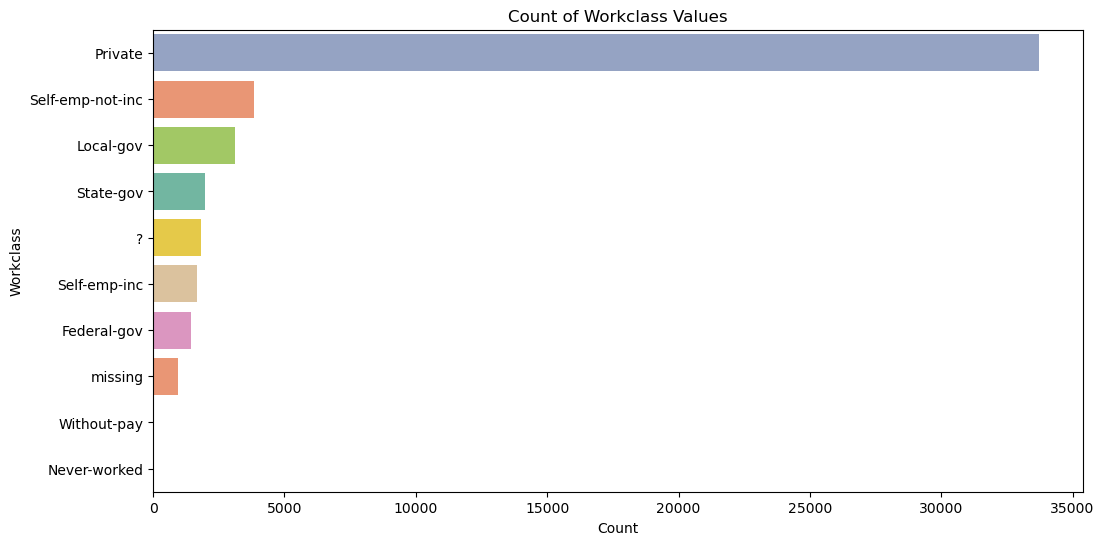 Count of Workclass Values
Workclass
Private
Self-emp-not-inc
Local-gov
State-gov
?
Self-emp-inc
Federal-gov
missing
Without-pay
Never-worked
0 5000 10000 15000 20000 25000 30000 35000
Count